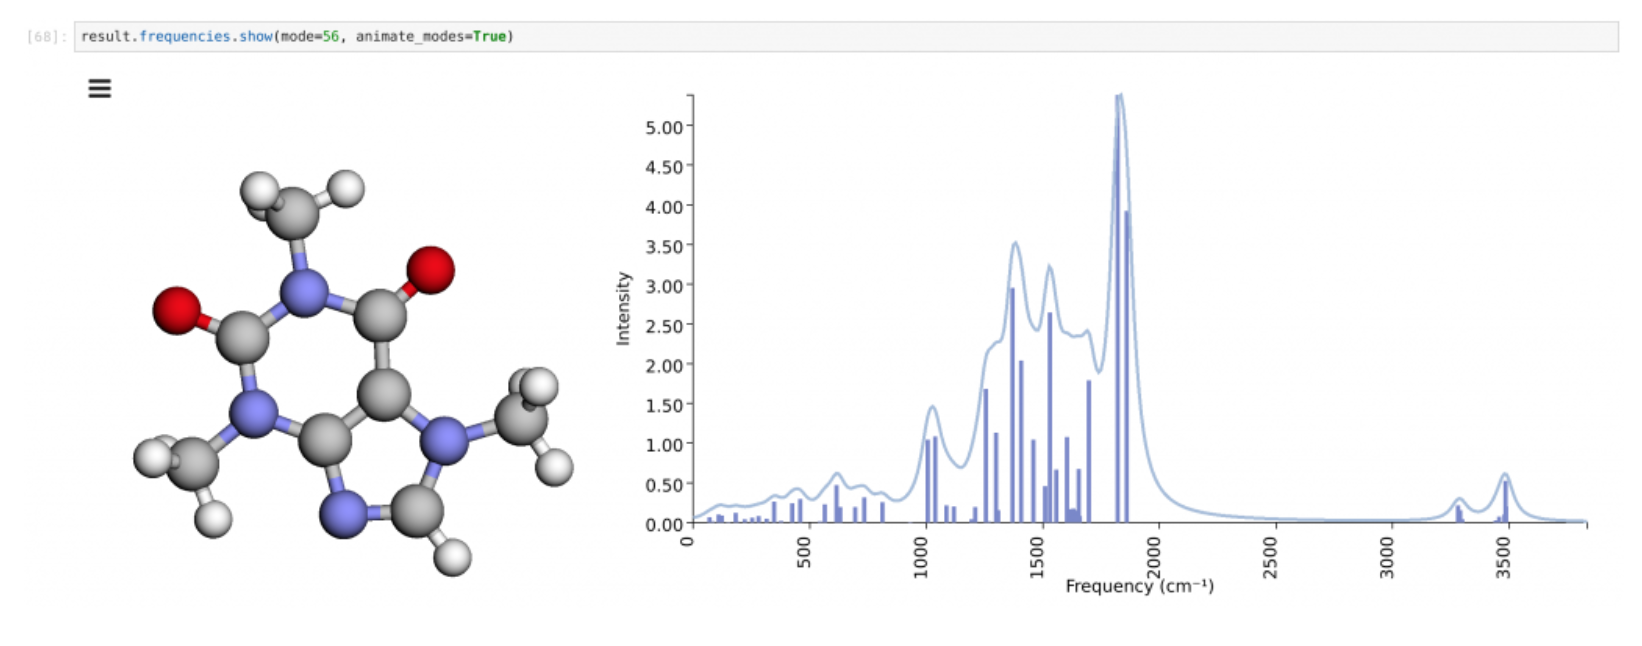 [68]: result.frequencies.show(mode=56, animate_modes=True)
5.00
4.50
4.00
3.50
3.00
2.50
2.00
1.50
1.00
0.50
0.00
Intensity
0 500 1000 1500 2000 2500 3000 3500
Frequency (cm⁻¹)